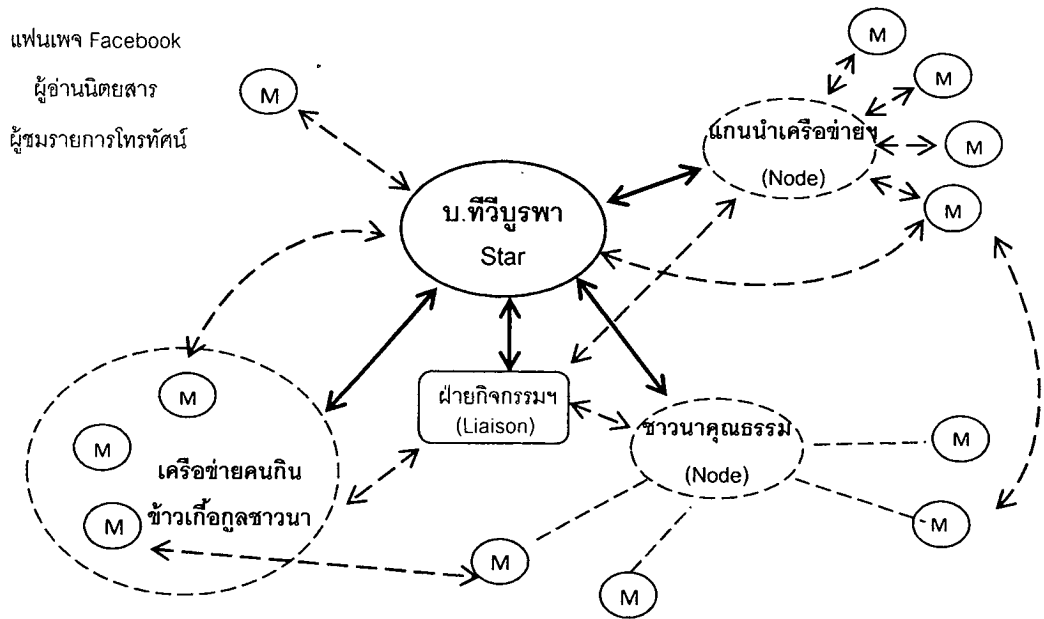 แฟนเพจ Facebook
ผู้อ่านนิตยสาร
ผู้ชมรายการโทรทัศน์
M
M
M
M
M
แกนนำเครือข่ายฯ
(Node)
บ.ทีวีบูรพา
Star
ฝ่ายกิจกรรมฯ
(Liaison)
ชาวนาคุณธรรม
(Node)
M
M
M
เครือข่ายคนกิน
ข้าวเกื้อกูลชาวนา
M
M
M
M